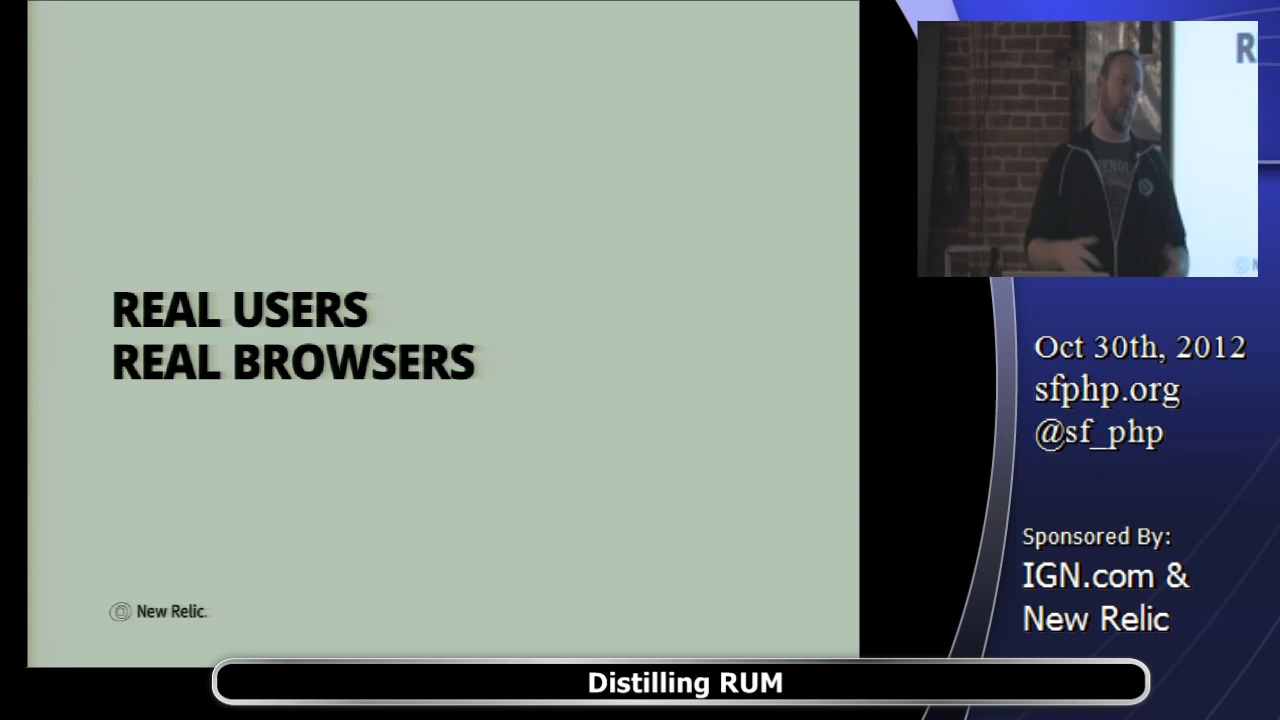 REAL USERS
REAL BROWSERS
New Relic.
R
Oct 30th, 2012
sfphp.org
@sf_php
Sponsored By:
IGN.com &
New Relic
Distilling RUM